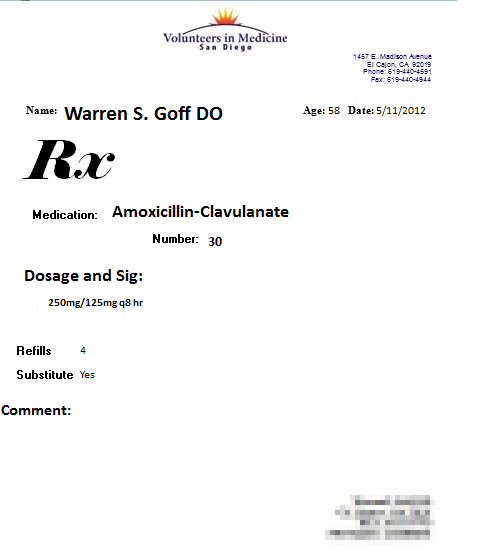 Volunteers in Medicine
San Diego
1457 E. Madison Avenue
El Cajon, CA 92019
Phone: 619-440-4591
Fax: 619-440-4944
Name: Warren S. Goff DO Age: 58 Date: 5/11/2012
Rx
Medication: Amoxicillin-Clavulanate
Number: 30
Dosage and Sig:
250mg/125mg q8 hr
Refills 4
Substitute Yes
Comment: